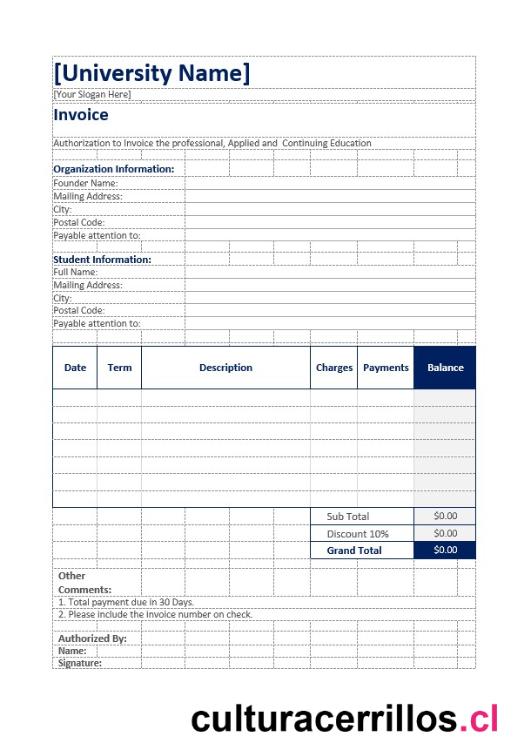 [University Name]
[Your Slogan Here]
Invoice
Authorization to Invoice the professional, Applied and Continuing Education
Organization Information:
Founder Name:
Mailing Address:
City:
Postal Code:
Payable attention to:
Student Information:
Full Name:
Mailing Address:
City:
Postal Code:
Payable attention to:
Date Term Description Charges Payments Balance
Sub Total $0.00
Discount 10% $0.00
Grand Total $0.00
Other
Comments:
1. Total payment due in 30 Days.
2. Please include the invoice number on check.
Authorized By:
Name:
Signature:
culturacerrillos.cl